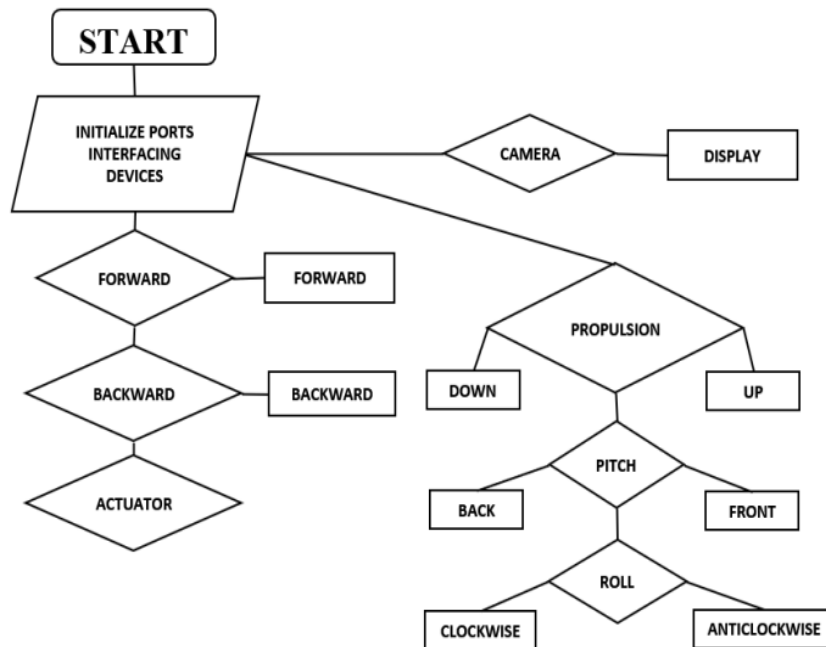 START
INITIALIZE PORTS
INTERFACING
DEVICES
CAMERA
DISPLAY
FORWARD
FORWARD
PROPULSION
DOWN
UP
BACKWARD
BACKWARD
PITCH
BACK
FRONT
ACTUATOR
ROLL
CLOCKWISE
ANTICLOCKWISE